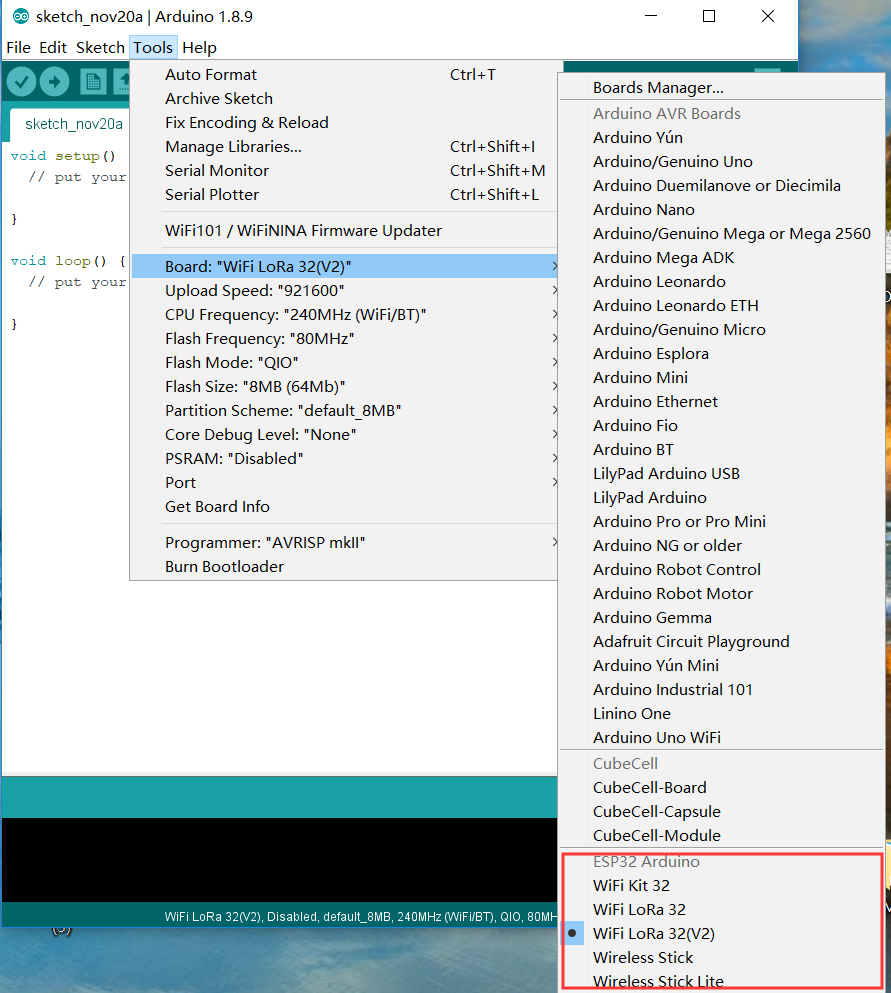 sketch_nov20a | Arduino 1.8.9
File Edit Sketch Tools Help
sketch_nov20a
void setup()
// put your
}
void loop() {
// put your
}
Auto Format Ctrl+T
Archive Sketch
Fix Encoding & Reload
Manage Libraries... Ctrl+Shift+I
Serial Monitor Ctrl+Shift+M
Serial Plotter Ctrl+Shift+L
WiFi101 / WiFiNINA Firmware Updater
Board: "WiFi LoRa 32(V2)"
Upload Speed: "921600"
CPU Frequency: "240MHz (WiFi/BT)"
Flash Frequency: "80MHz"
Flash Mode: "QIO"
Flash Size: "8MB (64Mb)"
Partition Scheme: "default_8MB"
Core Debug Level: "None"
PSRAM: "Disabled"
Port
Get Board Info
Programmer: "AVRISP mkII"
Burn Bootloader
Boards Manager...
Arduino AVR Boards
Arduino Yún
Arduino/Genuino Uno
Arduino Duemilanove or Diecimila
Arduino Nano
Arduino/Genuino Mega or Mega 2560
Arduino Mega ADK
Arduino Leonardo
Arduino Leonardo ETH
Arduino/Genuino Micro
Arduino Esplora
Arduino Mini
Arduino Ethernet
Arduino Fio
Arduino BT
LilyPad Arduino USB
LilyPad Arduino
Arduino Pro or Pro Mini
Arduino NG or older
Arduino Robot Control
Arduino Robot Motor
Arduino Gemma
Adafruit Circuit Playground
Arduino Yún Mini
Arduino Industrial 101
Linino One
Arduino Uno WiFi
CubeCell
CubeCell-Board
CubeCell-Capsule
CubeCell-Module
ESP32 Arduino
WiFi Kit 32
WiFi LoRa 32
WiFi LoRa 32(V2)
Wireless Stick
Wireless Stick Lite
WiFi LoRa 32(V2), Disabled, default_8MB, 240MHz (WiFi/BT), QIO, 80MH